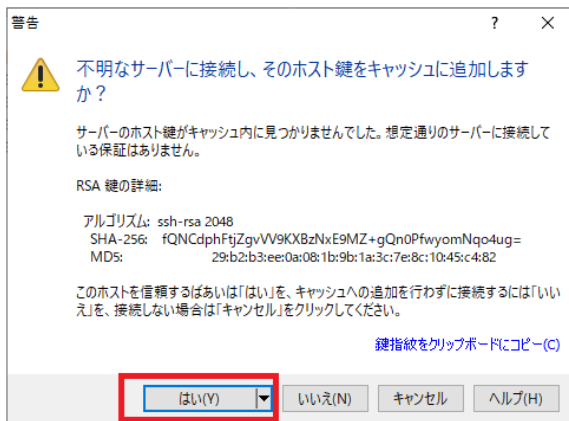 警告
?
不明なサーバーに接続し、そのホスト鍵をキャッシュに追加します
か？
サーバーのホスト鍵がキャッシュ内に見つかりませんでした。想定通りのサーバーに接続して
いる保証はありません。
RSA 鍵の詳細:
アルゴリズム: ssh-rsa 2048
SHA-256: fQNCdphFtjZgvVV9KXBzNxE9MZ+gQn0PfwyomNqo4ug=
MD5: 29:b2:b3:ee:0a:08:1b:9b:1a:3c:7e:8c:10:45:c4:82
このホストを信頼するばあいは「はい」を、キャッシュへの追加を行わずに接続するには「いい
え」を、接続しない場合は「キャンセル」をクリックしてください。
鍵指紋をクリップボードにコピー(C)
はい(Y)
いいえ(N)
キャンセル
ヘルプ(H)